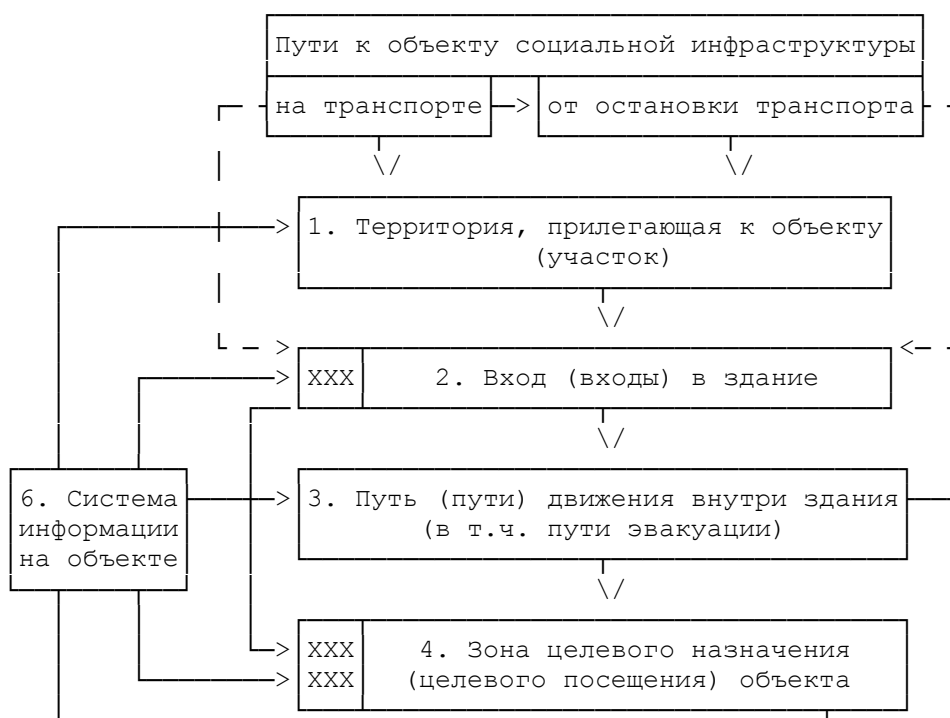 Пути к объекту социальной инфраструктуры
на транспорте
от остановки транспорта
1. Территория, прилегающая к объекту
(участок)
XXX
2. Вход (входы) в здание
6. Система
информации
на объекте
3. Путь (пути) движения внутри здания
(в т.ч. пути эвакуации)
XXX
XXX
4. Зона целевого назначения
(целевого посещения) объекта